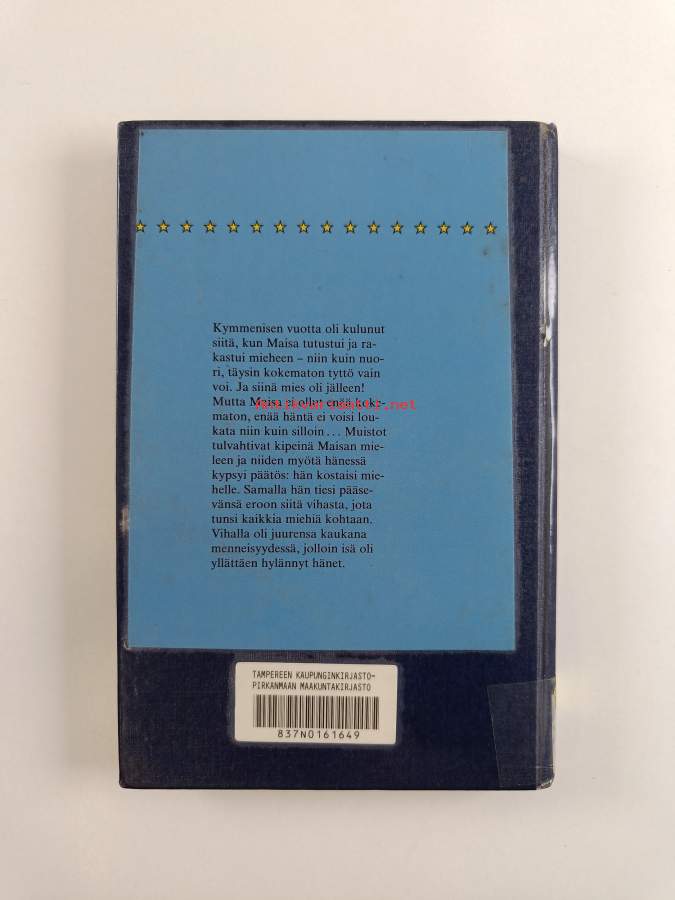 Kymmenisen vuotta oli kulunut
siitä, kun Maisa tutustui ja ra-
kastui mieheen – niin kuin nuo-
ri, täysin kokematon tyttö vain
voi. Ja siinä mies oli jälleen!
Mutta Maisa ei ollut enää koke-
maton, enää häntä ei voisi lou-
kata niin kuin silloin... Muistot
tulvahtivat kipeinä Maisan mie-
leen ja niiden myötä hänessä
kypsyi päätös: hän kostaisi mie-
helle. Samalla hän tiesi pääse-
vänsä eroon siitä vihasta, jota
tunsi kaikkia miehiä kohtaan.
Vihalla oli juurensa kaukana
menneisyydessä, jolloin isä oli
yllättäen hylännyt hänet.
antikvariaatti.net
TAMPEREEN KAUPUNGINKIRJASTO-
PIRKANMAAN MAAKUNTAKIRJASTO
837N0161649